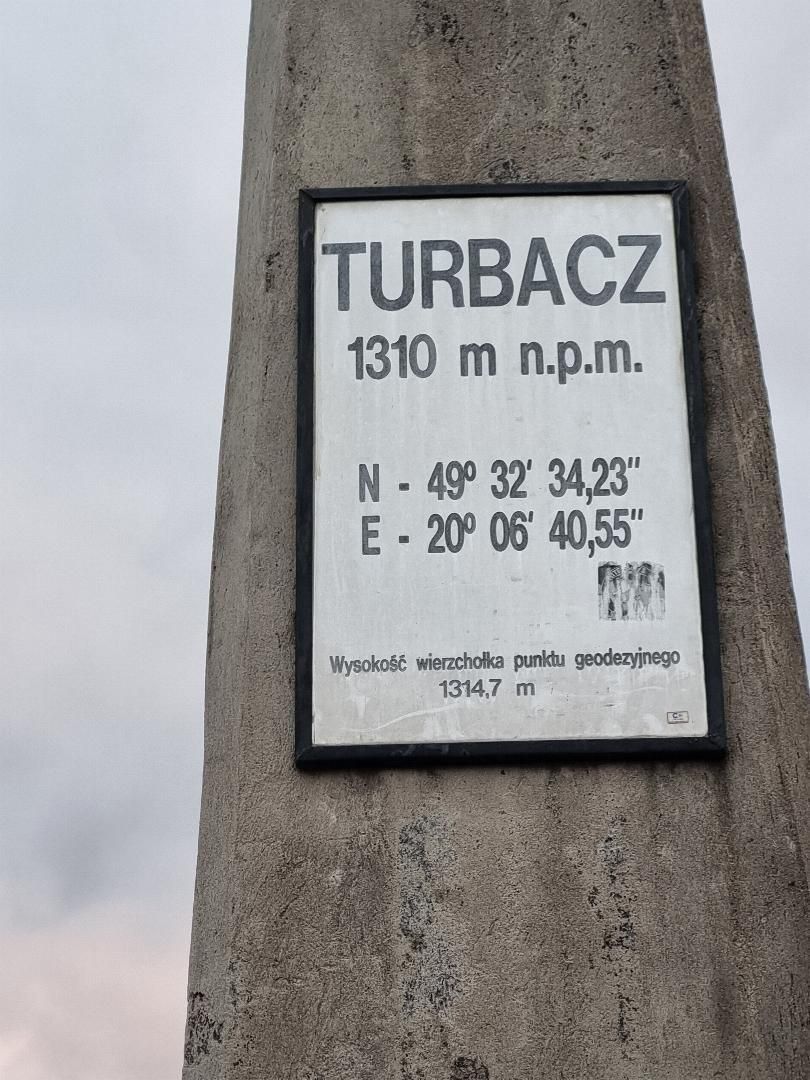 TURBACZ
1310 m n.p.m.
N - 49º 32' 34,23"
E - 20º 06' 40,55"
Wysokość wierzchołka punktu geodezyjnego
1314,7 m